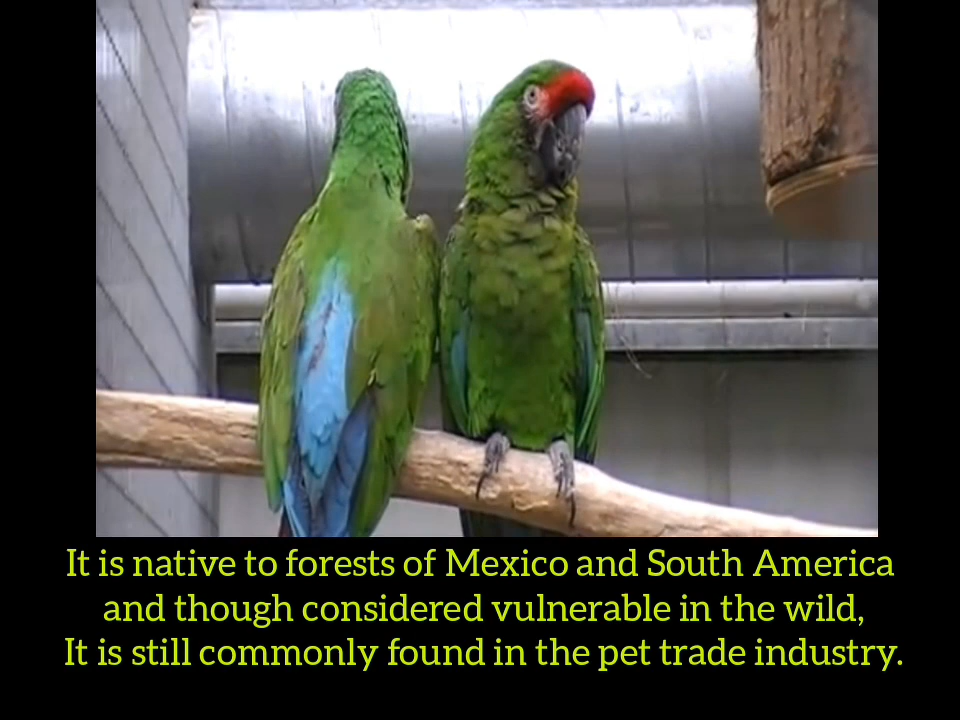 It is native to forests of Mexico and South America
and though considered vulnerable in the wild,
It is still commonly found in the pet trade industry.